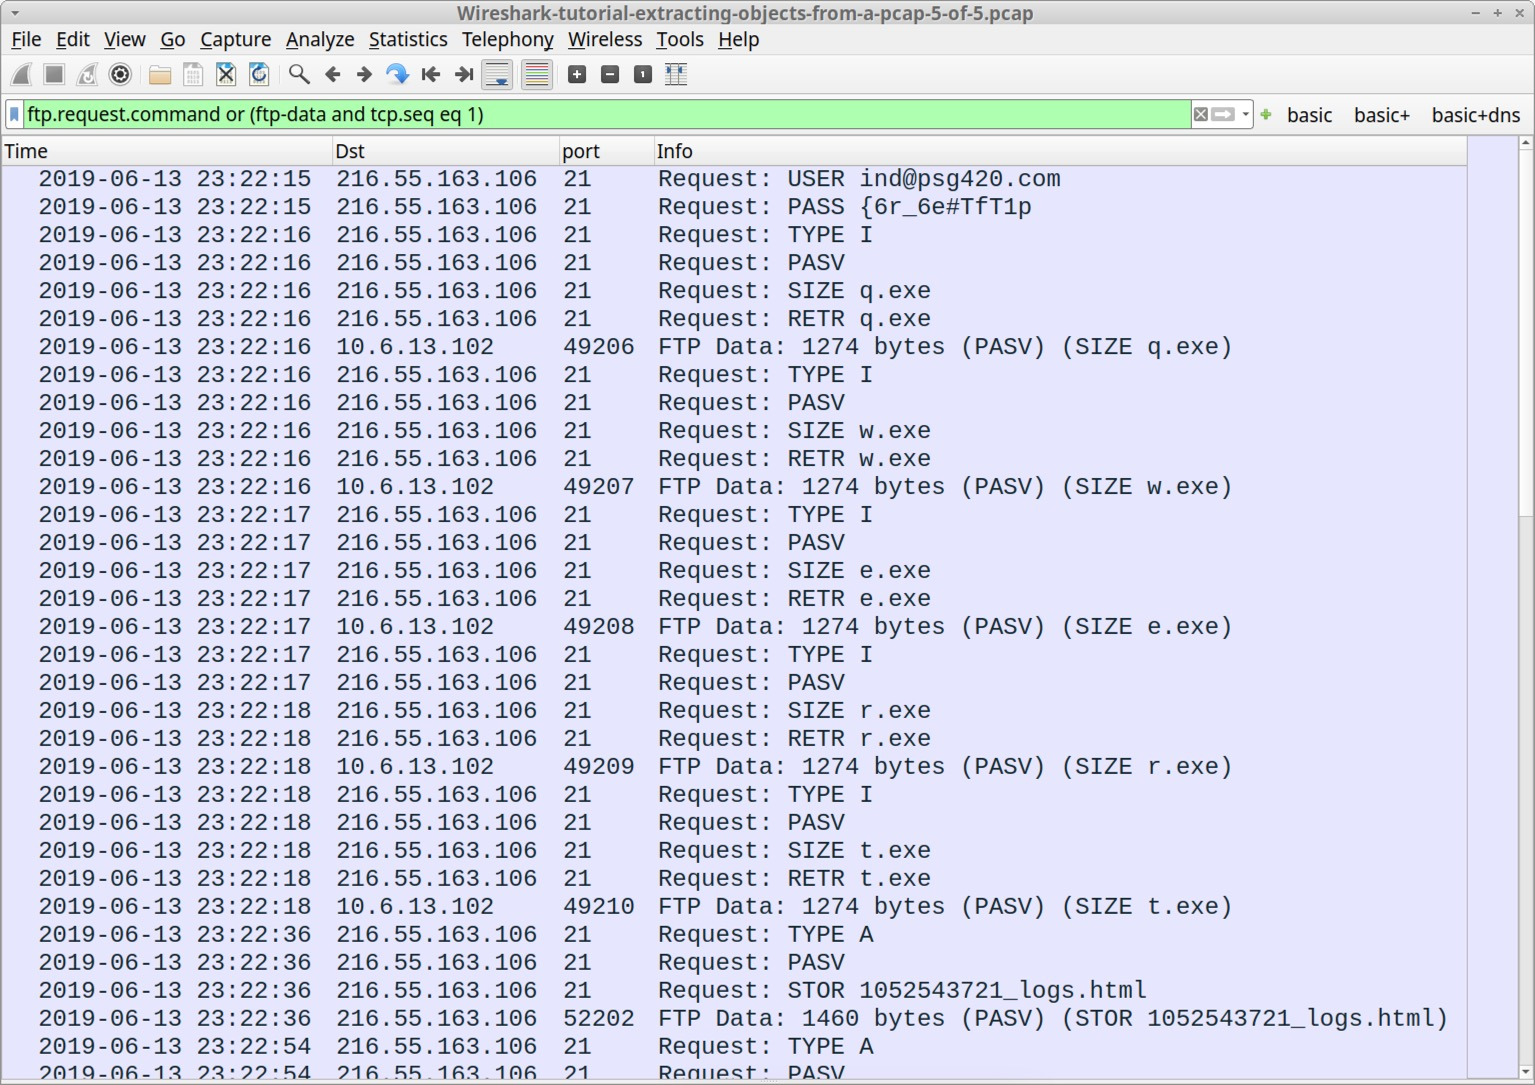 Wireshark-tutorial-extracting-objects-from-a-pcap-5-of-5.pcap
File Edit View Go Capture Analyze Statistics Telephony Wireless Tools Help
ftp.request.command or (ftp-data and tcp.seq eq 1) basic basic+ basic+dns
Time Dst port Info
2019-06-13 23:22:15 216.55.163.106 21 Request: USER ind@psg420.com
2019-06-13 23:22:15 216.55.163.106 21 Request: PASS {6r_6e#TfT1p
2019-06-13 23:22:16 216.55.163.106 21 Request: TYPE I
2019-06-13 23:22:16 216.55.163.106 21 Request: PASV
2019-06-13 23:22:16 216.55.163.106 21 Request: SIZE q.exe
2019-06-13 23:22:16 216.55.163.106 21 Request: RETR q.exe
2019-06-13 23:22:16 10.6.13.102 49206 FTP Data: 1274 bytes (PASV) (SIZE q.exe)
2019-06-13 23:22:16 216.55.163.106 21 Request: TYPE I
2019-06-13 23:22:16 216.55.163.106 21 Request: PASV
2019-06-13 23:22:16 216.55.163.106 21 Request: SIZE w.exe
2019-06-13 23:22:16 216.55.163.106 21 Request: RETR w.exe
2019-06-13 23:22:16 10.6.13.102 49207 FTP Data: 1274 bytes (PASV) (SIZE w.exe)
2019-06-13 23:22:17 216.55.163.106 21 Request: TYPE I
2019-06-13 23:22:17 216.55.163.106 21 Request: PASV
2019-06-13 23:22:17 216.55.163.106 21 Request: SIZE e.exe
2019-06-13 23:22:17 216.55.163.106 21 Request: RETR e.exe
2019-06-13 23:22:17 10.6.13.102 49208 FTP Data: 1274 bytes (PASV) (SIZE e.exe)
2019-06-13 23:22:17 216.55.163.106 21 Request: TYPE I
2019-06-13 23:22:17 216.55.163.106 21 Request: PASV
2019-06-13 23:22:18 216.55.163.106 21 Request: SIZE r.exe
2019-06-13 23:22:18 216.55.163.106 21 Request: RETR r.exe
2019-06-13 23:22:18 10.6.13.102 49209 FTP Data: 1274 bytes (PASV) (SIZE r.exe)
2019-06-13 23:22:18 216.55.163.106 21 Request: TYPE I
2019-06-13 23:22:18 216.55.163.106 21 Request: PASV
2019-06-13 23:22:18 216.55.163.106 21 Request: SIZE t.exe
2019-06-13 23:22:18 216.55.163.106 21 Request: RETR t.exe
2019-06-13 23:22:18 10.6.13.102 49210 FTP Data: 1274 bytes (PASV) (SIZE t.exe)
2019-06-13 23:22:36 216.55.163.106 21 Request: TYPE A
2019-06-13 23:22:36 216.55.163.106 21 Request: PASV
2019-06-13 23:22:36 216.55.163.106 21 Request: STOR 1052543721_logs.html
2019-06-13 23:22:36 216.55.163.106 52202 FTP Data: 1460 bytes (PASV) (STOR 1052543721_logs.html)
2019-06-13 23:22:54 216.55.163.106 21 Request: TYPE A
2019-06-13 23:22:54 216.55.163.106 21 Request: PASV